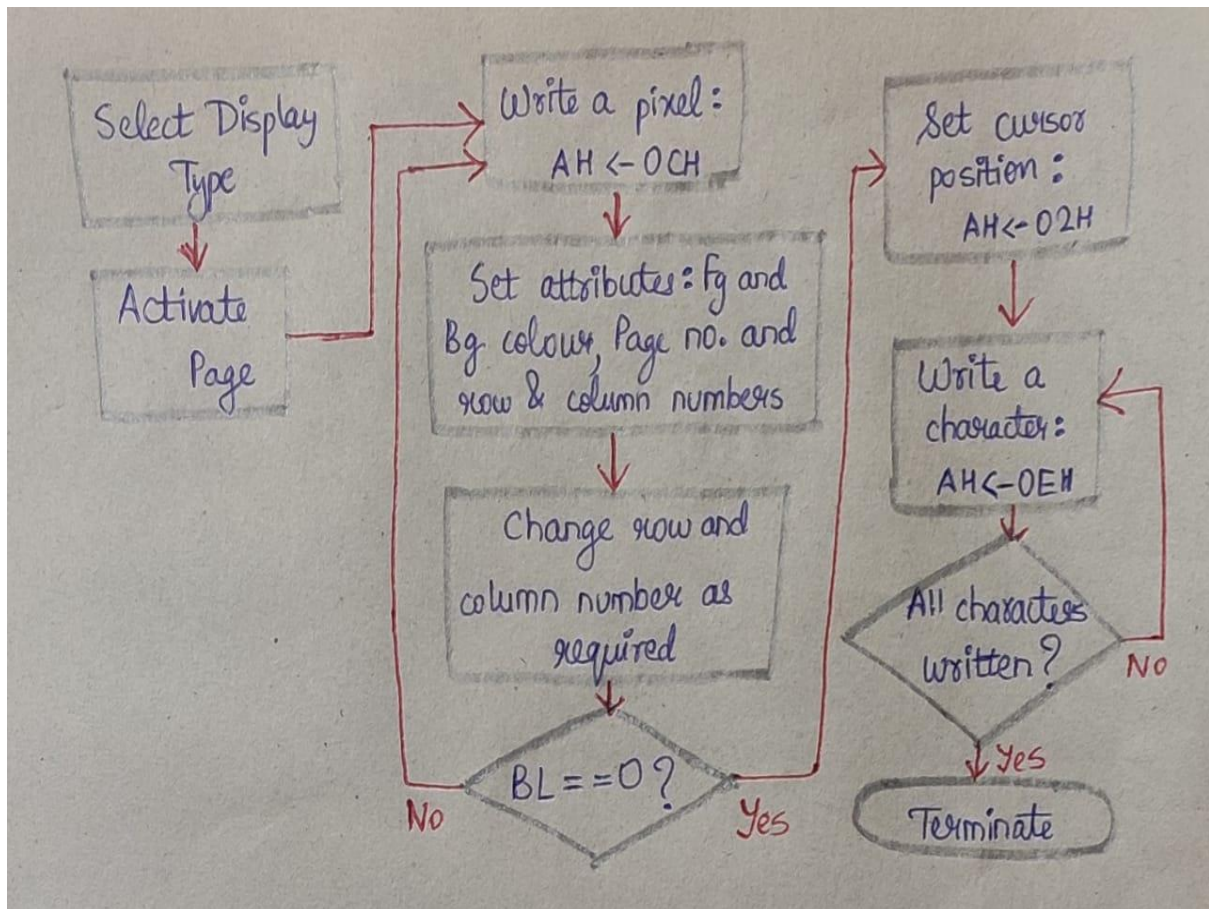 Select Display
Type
Activate
Page
Write a pixel:
AH <- 0CH
Set attributes: Fg and
Bg colour, Page no. and
row & column numbers
Change row and
column number as
required
BL==0?
No
Yes
Set cursor
position:
AH<-02H
Write a
character:
AH<-0EH
All characters
written?
No
Yes
Terminate